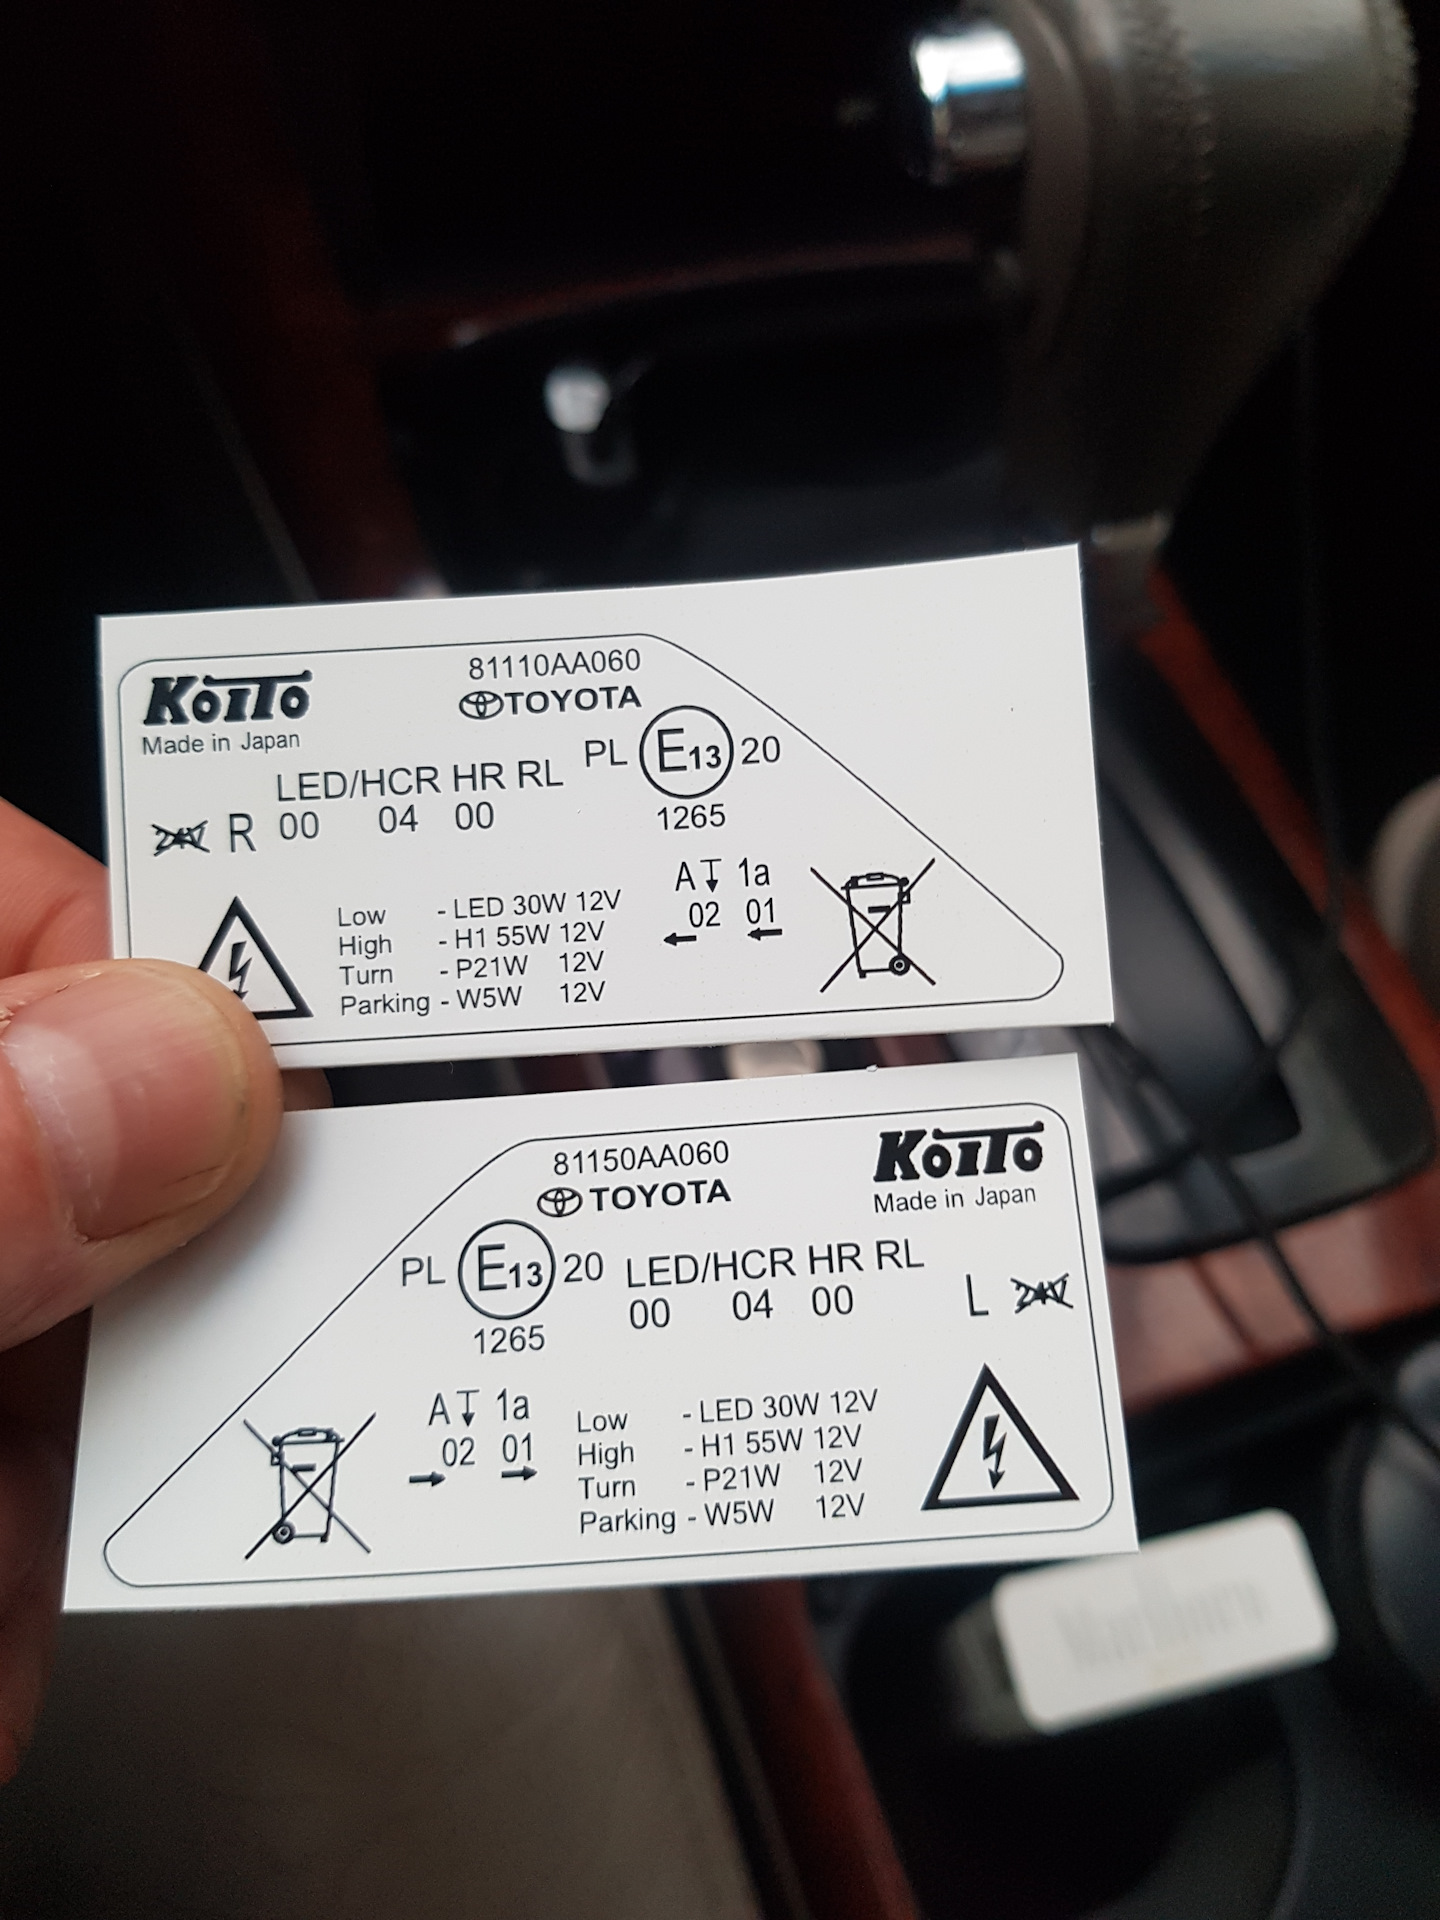 81110AA060
KOITO TOYOTA
Made in Japan
PL E13 20
LED/HCR HR RL
1265
24V R 00 04 00
A 1a
02 01
Low - LED 30W 12V
High - H1 55W 12V
Turn - P21W 12V
Parking - W5W 12V
81150AA060
TOYOTA KOITO
Made in Japan
PL E13 20 LED/HCR HR RL
1265 00 04 00 L 24V
A 1a
02 01
Low - LED 30W 12V
High - H1 55W 12V
Turn - P21W 12V
Parking - W5W 12V
Marlboro